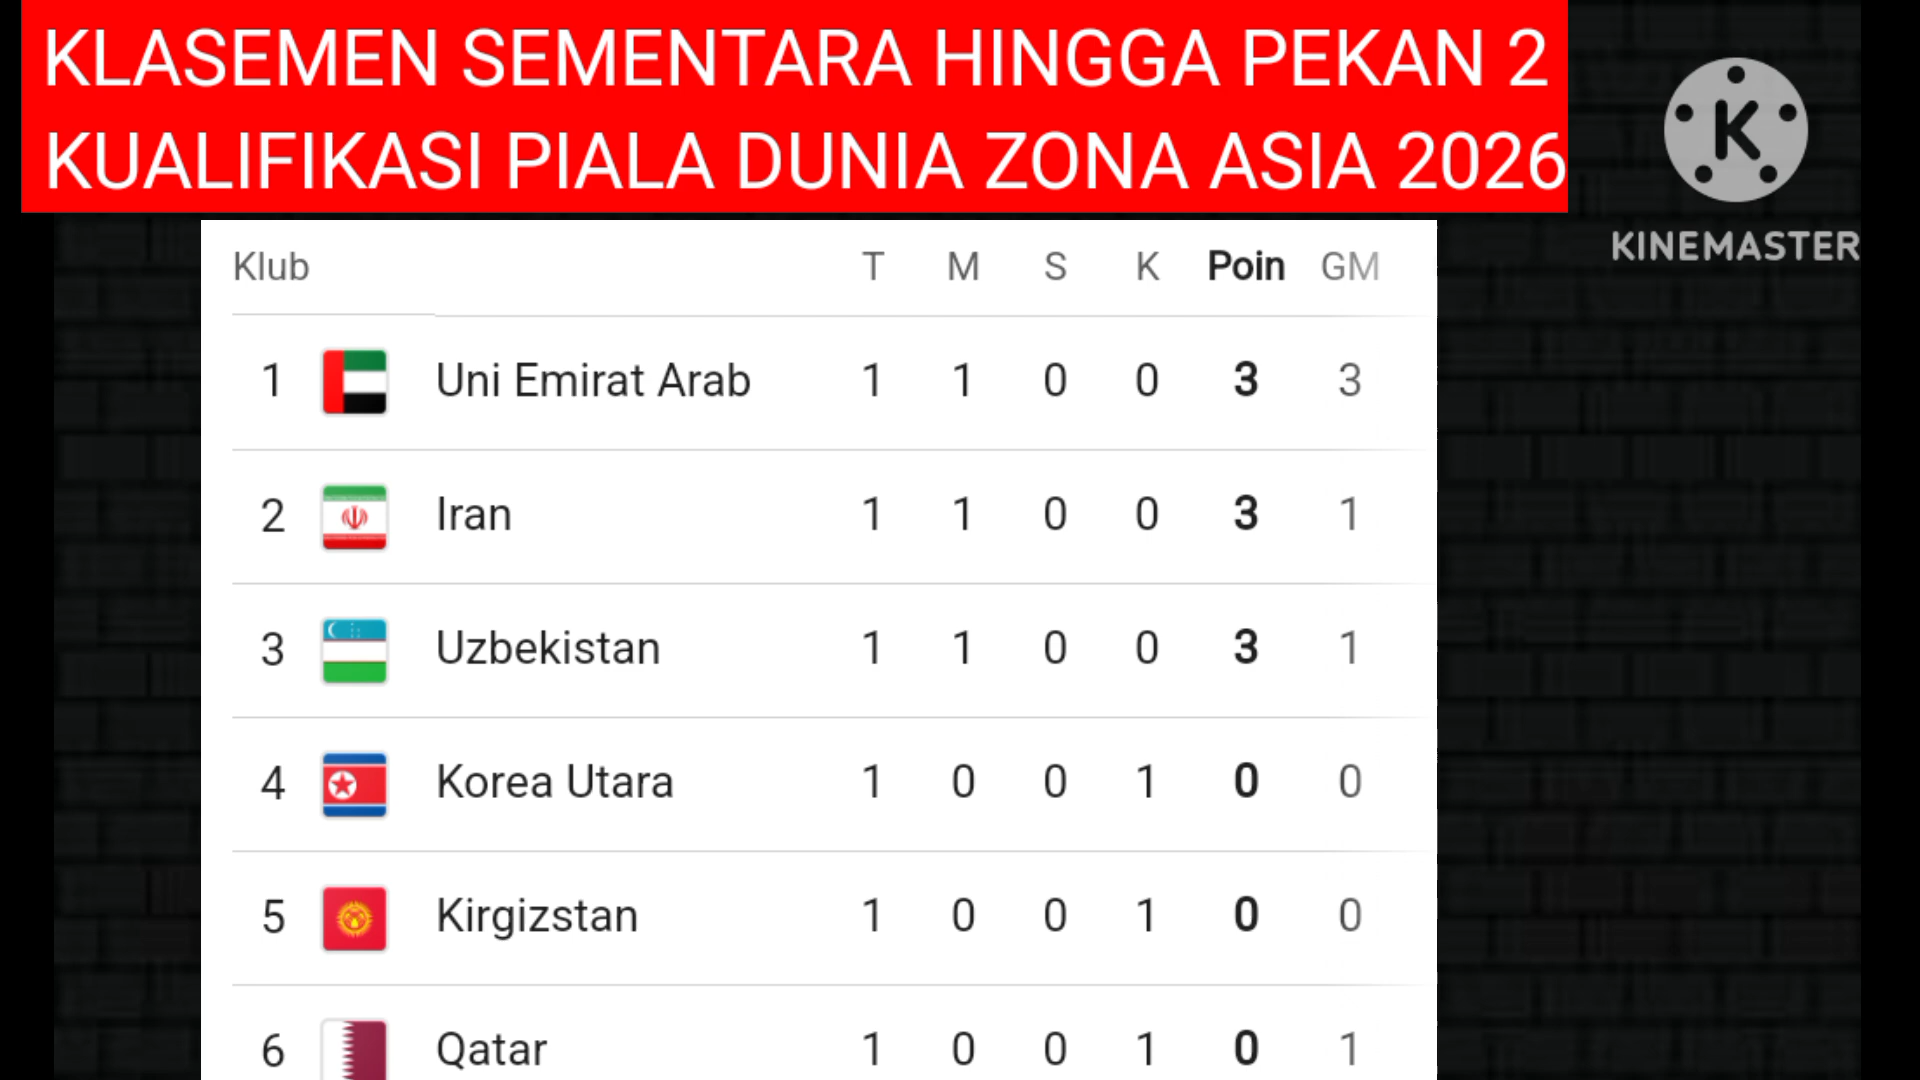 KLASEMEN SEMENTARA HINGGA PEKAN 2
KUALIFIKASI PIALA DUNIA ZONA ASIA 2026
K
KINEMASTER
Klub T M S K Poin GM
1 Uni Emirat Arab 1 1 0 0 3 3
2 Iran 1 1 0 0 3 1
3 Uzbekistan 1 1 0 0 3 1
4 Korea Utara 1 0 0 1 0 0
5 Kirgizstan 1 0 0 1 0 0
6 Qatar 1 0 0 1 0 1